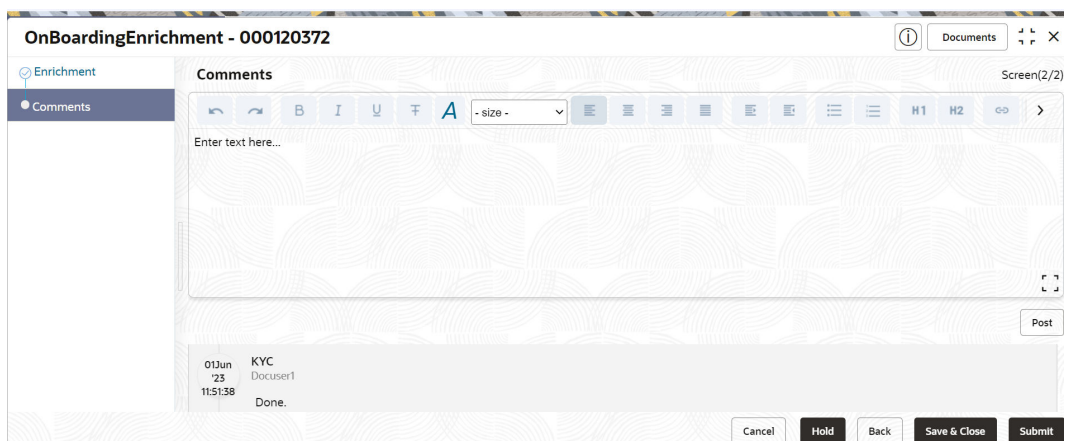 OnBoardingEnrichment - 000120372
Documents
Enrichment
Comments
Comments
Screen(2/2)
B I U T A - size - H1 H2
Enter text here...
Post
01Jun
'23
11:51:38
KYC
Docuser1
Done.
Cancel Hold Back Save & Close Submit